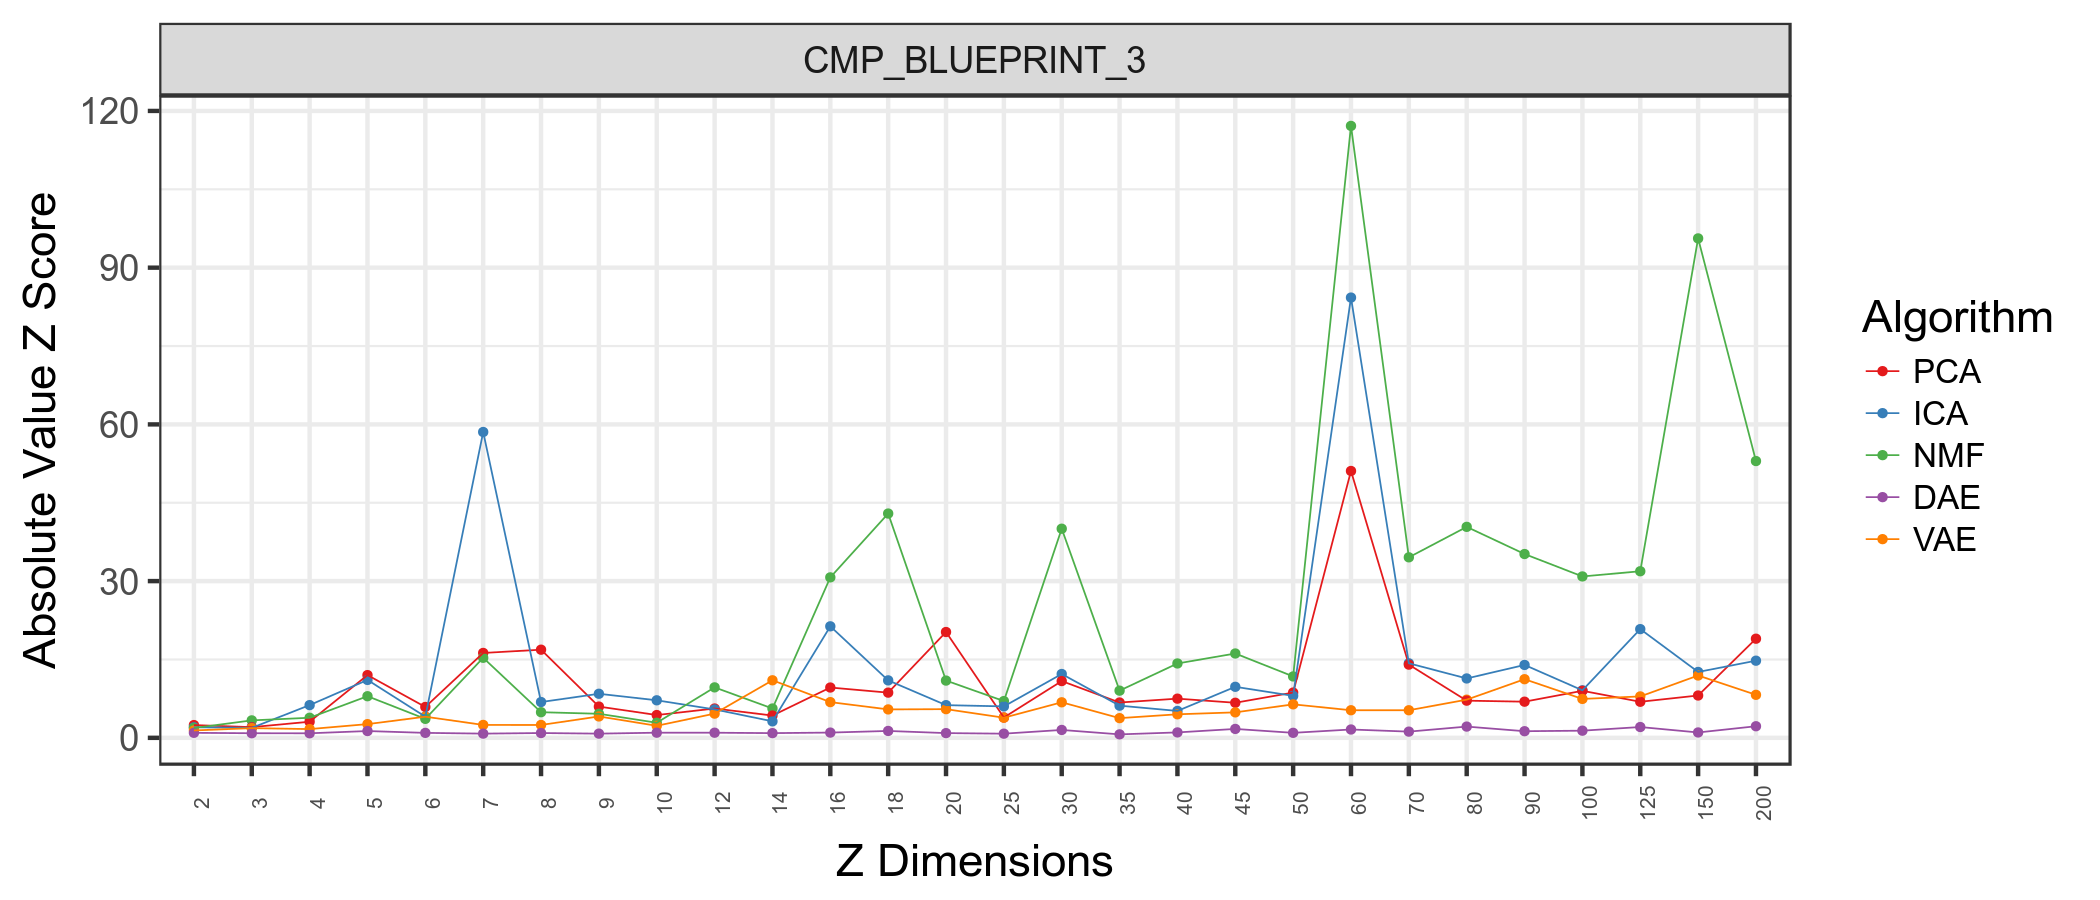 CMP_BLUEPRINT_3
Absolute Value Z Score
120
90
60
30
0
2 3 4 5 6 7 8 9 10 12 14 16 18 20 25 30 35 40 45 50 60 70 80 90 100 125 150 200
Z Dimensions
Algorithm
PCA
ICA
NMF
DAE
VAE